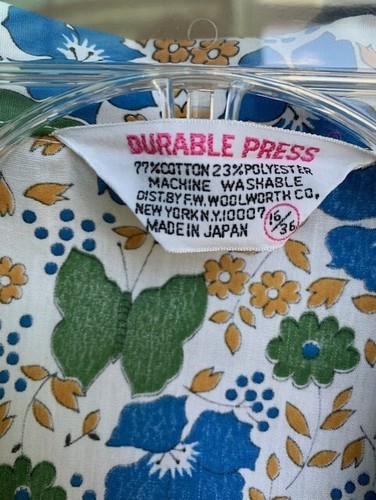 DURABLE PRESS
77%COTTON 23%POLYESTER
MACHINE WASHABLE
DIST.BY F.W. WOOLWORTH CO.
NEW YORK N.Y.10007
MADE IN JAPAN
16/36